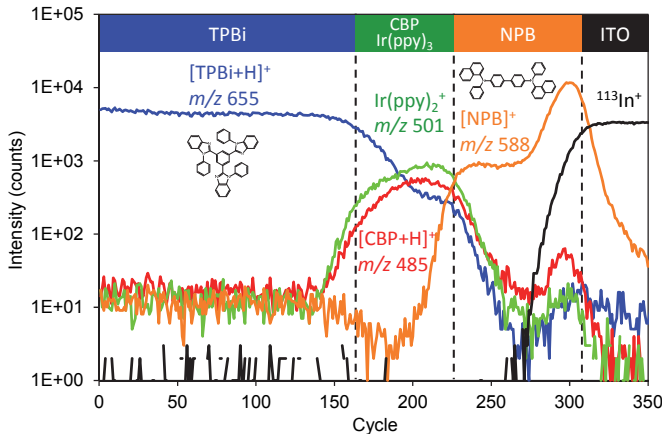 TPBi
CBP
Ir(ppy)₃
NPB
ITO
1E+05
1E+04
1E+03
1E+02
1E+01
1E+00
Intensity (counts)
[TPBi+H]⁺
m/z 655
Ir(ppy)₂⁺
m/z 501
[NPB]⁺
m/z 588
¹¹³In⁺
[CBP+H]⁺
m/z 485
0 50 100 150 200 250 300 350
Cycle